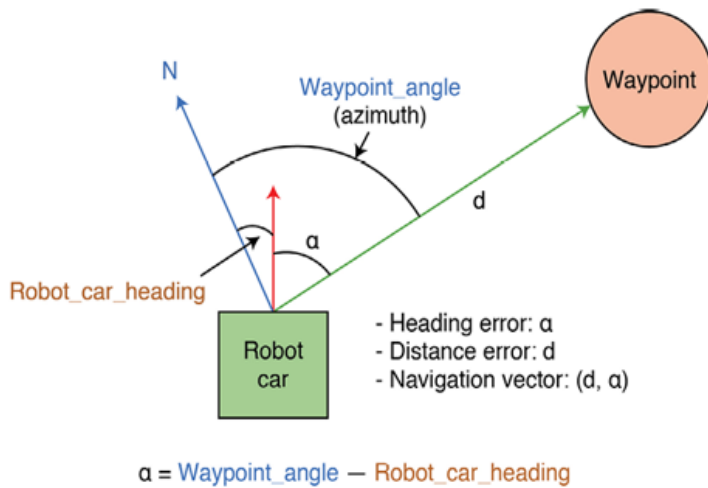 N
Waypoint_angle
(azimuth)
Waypoint
d
α
Robot_car_heading
Robot
car
- Heading error: α
- Distance error: d
- Navigation vector: (d, α)
α = Waypoint_angle — Robot_car_heading